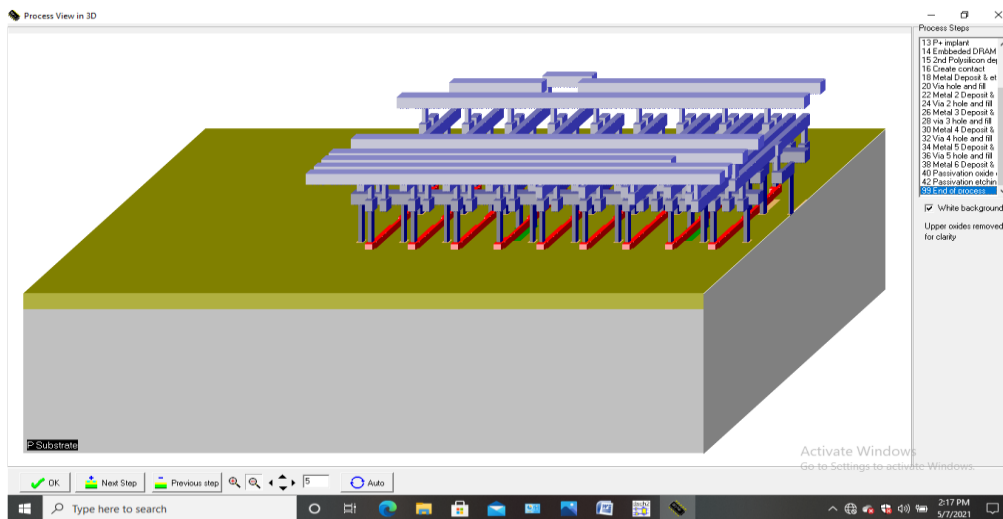 Process View in 3D
Process Steps
13 P+ implant
14 Embbeded DRAM
15 2nd Polysilicon dep
16 Create contact
18 Metal Deposit & et
20 Via hole and fill
22 Metal 2 Deposit &
24 Via 2 hole and fill
26 Metal 3 Deposit &
28 via 3 hole and fill
30 Metal 4 Deposit &
32 Via 4 hole and fill
34 Metal 5 Deposit &
36 Via 5 hole and fill
38 Metal 6 Deposit &
40 Passivation oxide
42 Passivation etchin
99 End of process
White background
Upper oxides removed
for clarity
P Substrate
Activate Windows
Go to Settings to activate Windows.
OK
Next Step
Previous step
5
Auto
Type here to search
2:17 PM
5/7/2021